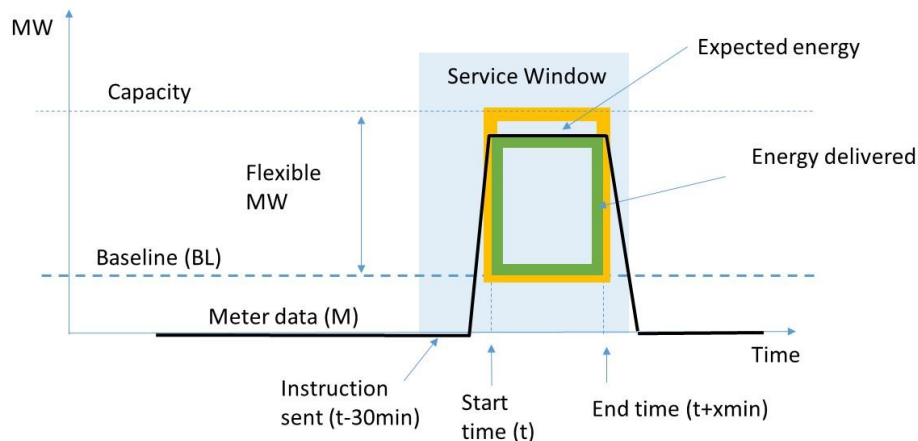 MW
Expected energy
Service Window
Capacity
Energy delivered
Flexible
MW
Baseline (BL)
Meter data (M)
Time
Instruction
sent (t-30min)
Start
time (t)
End time (t+xmin)